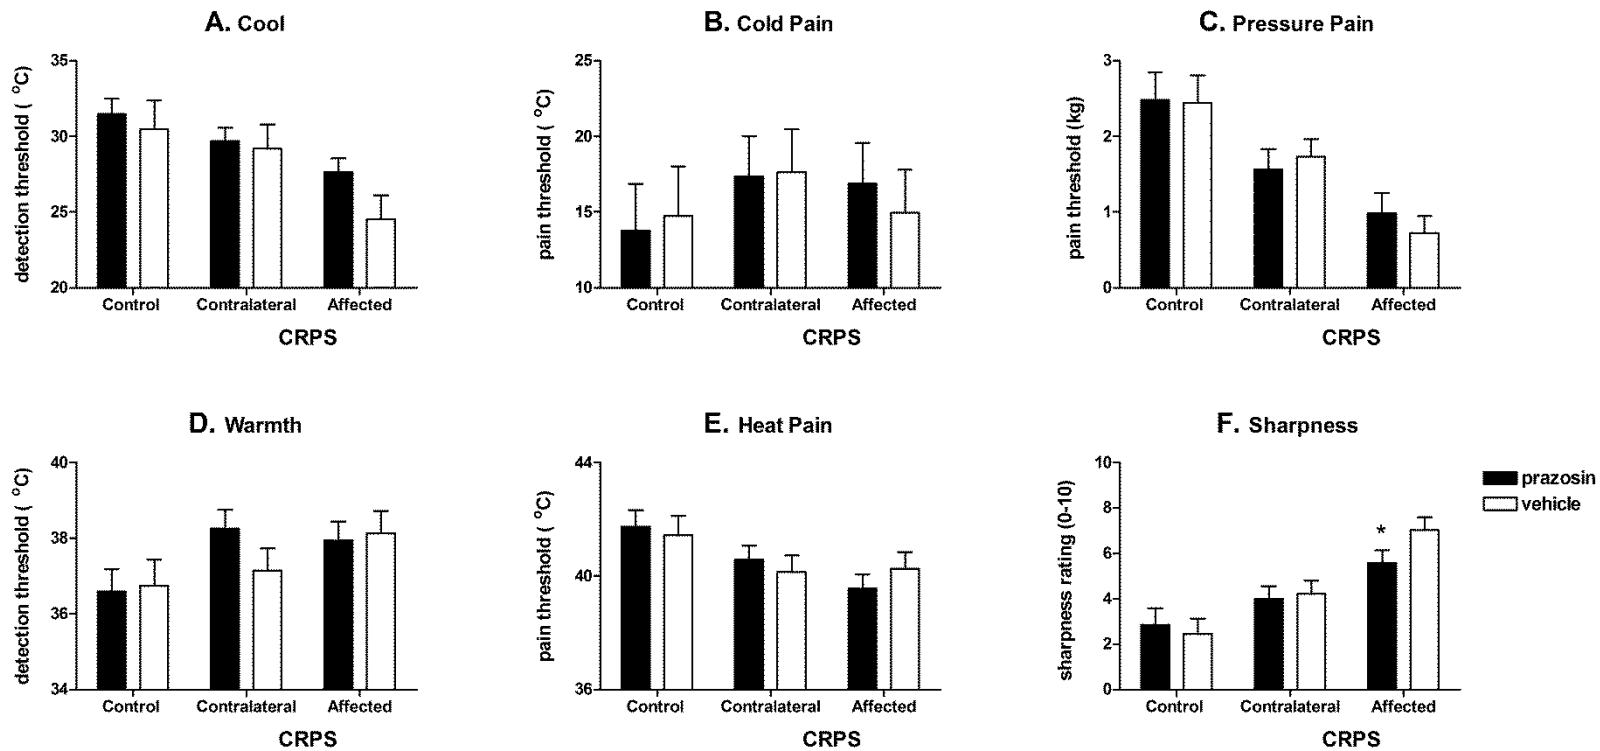 A. Cool
detection threshold ( °C)
35
30
25
20
Control
Contralateral
Affected
CRPS
B. Cold Pain
pain threshold ( °C)
25
20
15
10
Control
Contralateral
Affected
CRPS
C. Pressure Pain
pain threshold (kg)
3
2
1
0
Control
Contralateral
Affected
CRPS
D. Warmth
detection threshold ( °C)
40
38
36
34
Control
Contralateral
Affected
CRPS
E. Heat Pain
pain threshold ( °C)
44
40
36
Control
Contralateral
Affected
CRPS
F. Sharpness
sharpness rating (0-10)
10
8
6
4
2
0
*
Control
Contralateral
Affected
CRPS
prazosin
vehicle